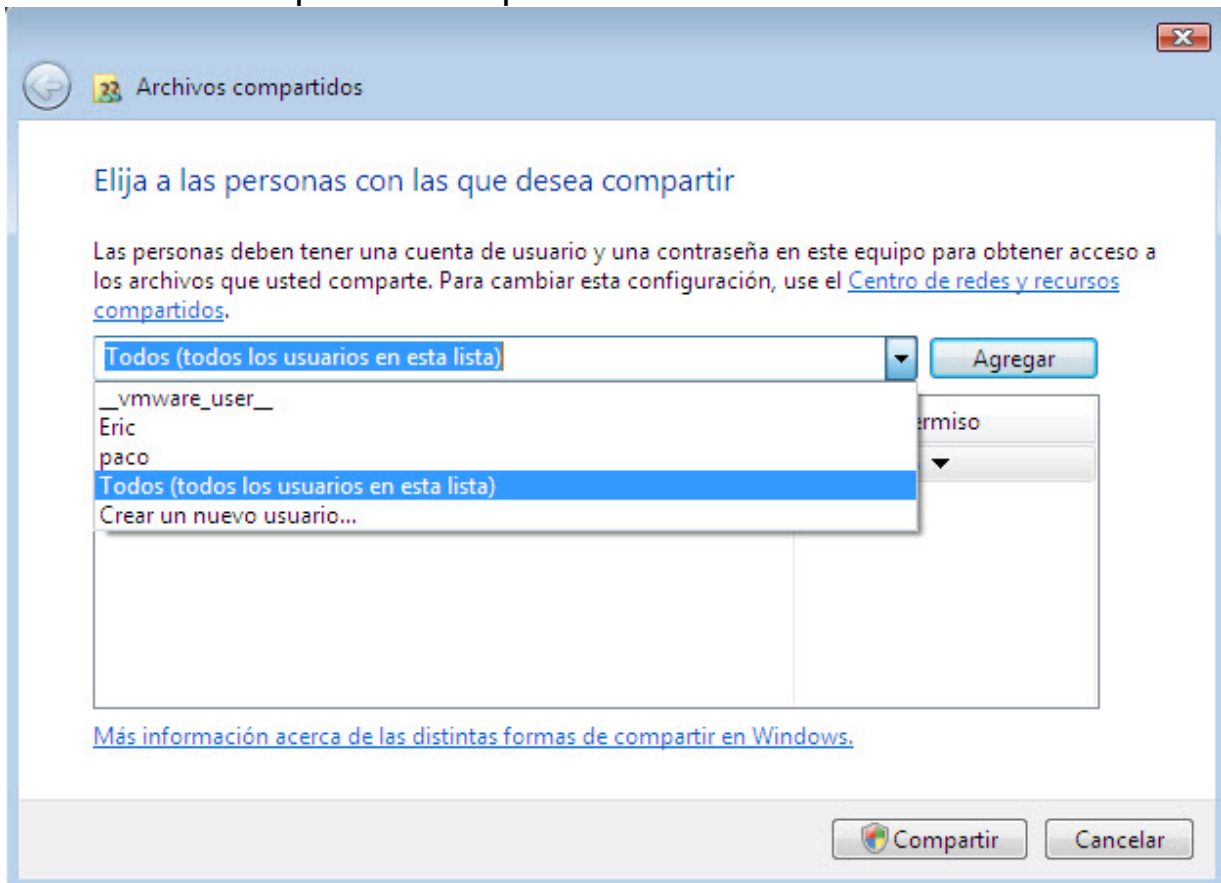 Archivos compartidos
Elija a las personas con las que desea compartir
Las personas deben tener una cuenta de usuario y una contraseña en este equipo para obtener acceso a
los archivos que usted comparte. Para cambiar esta configuración, use el Centro de redes y recursos
compartidos.
Todos (todos los usuarios en esta lista)
Agregar
__vmware_user__
Eric
ermiso
paco
Todos (todos los usuarios en esta lista)
Crear un nuevo usuario...
Más información acerca de las distintas formas de compartir en Windows.
Compartir
Cancelar